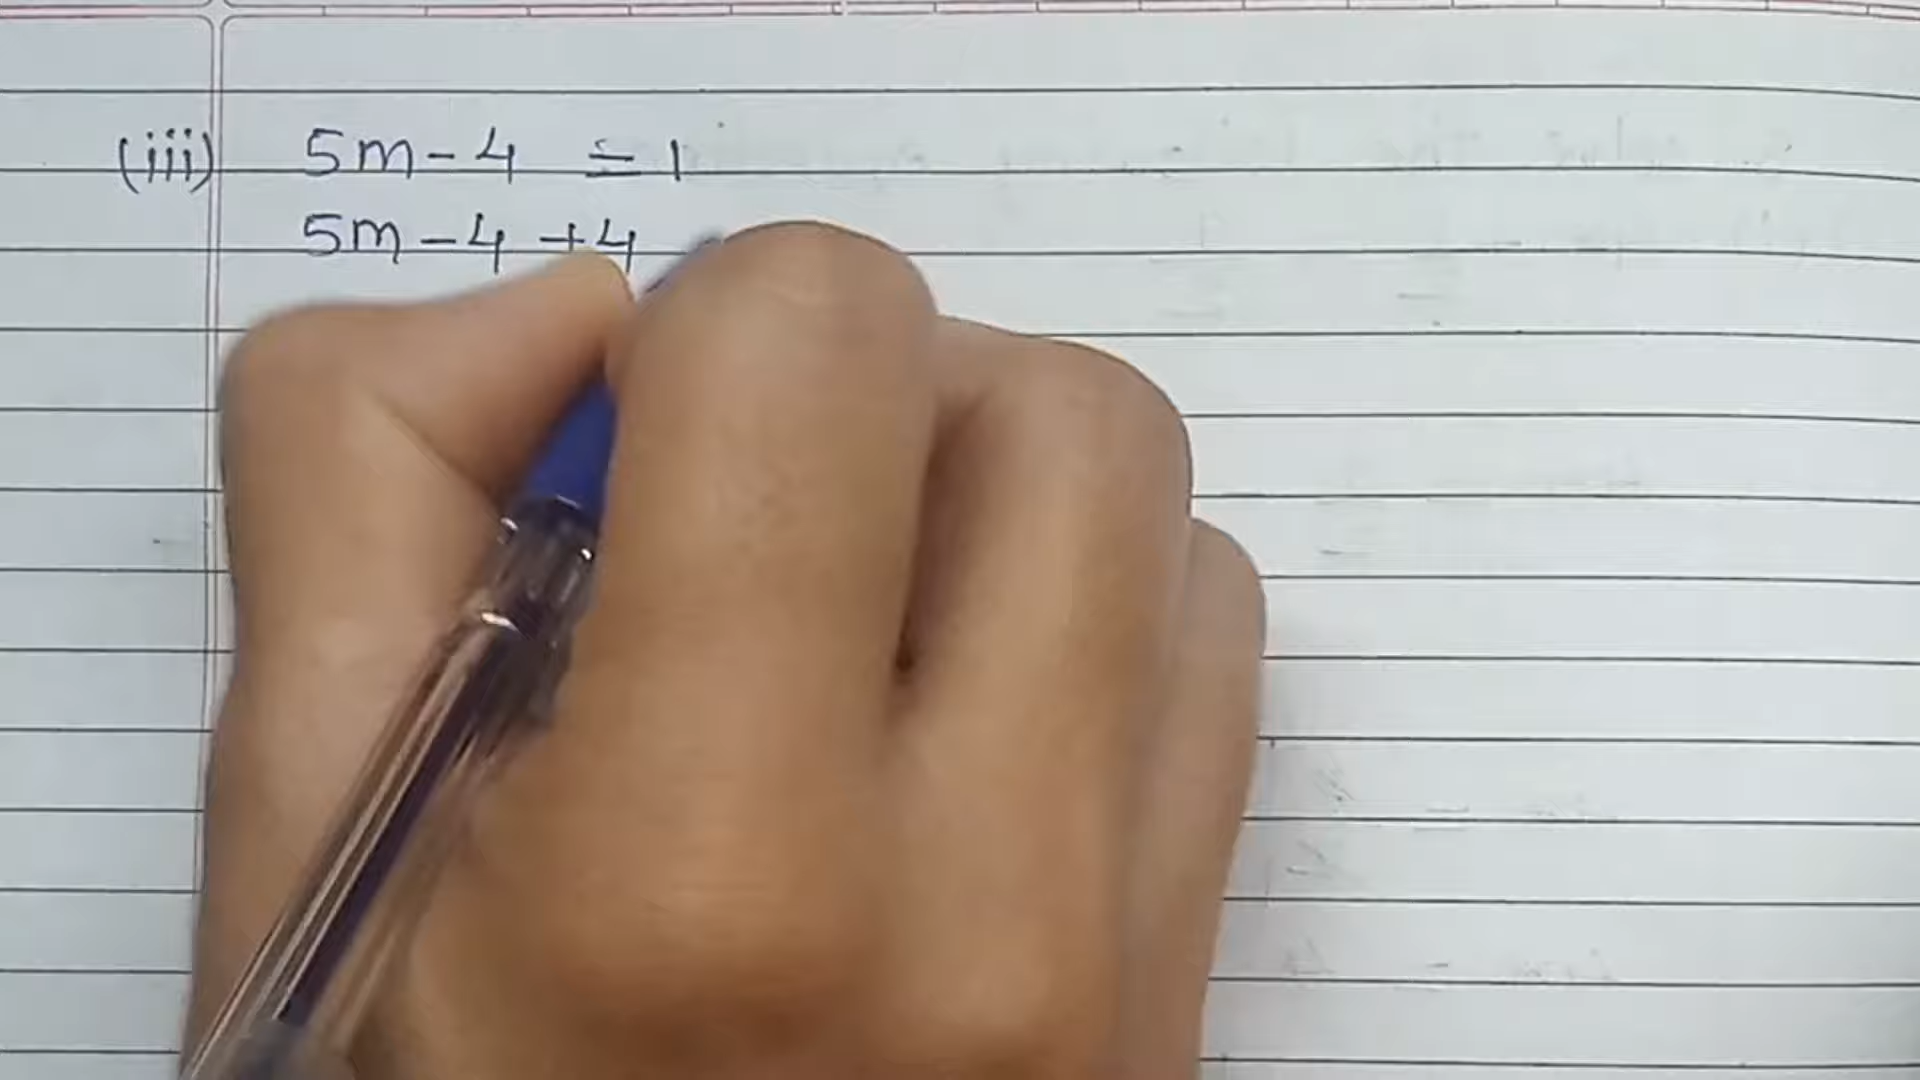 (iii) 5m - 4 = 1
5m - 4 + 4